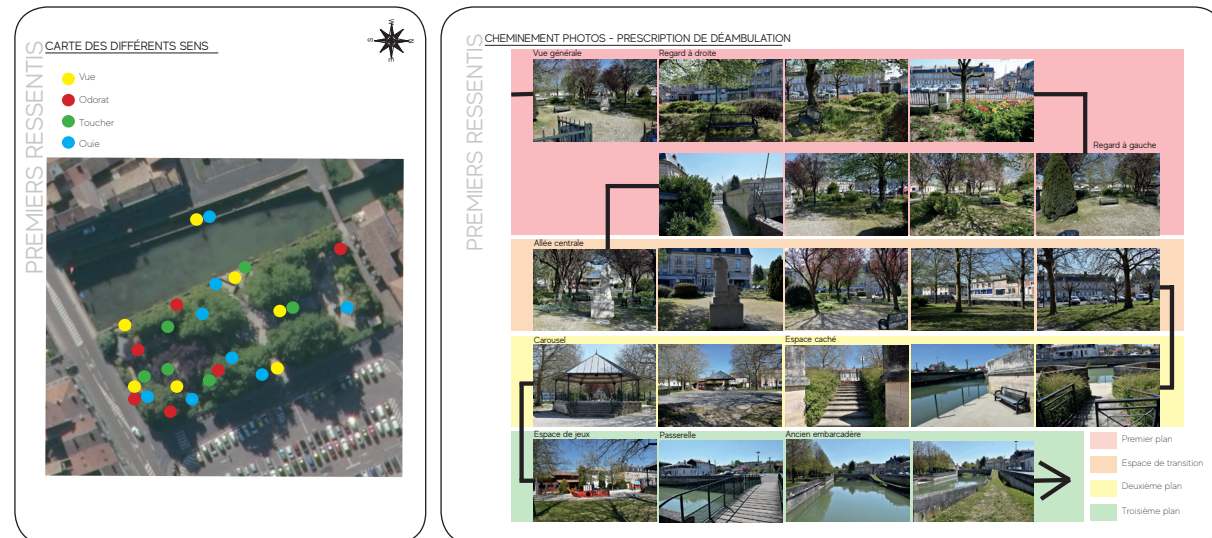 PREMIERS RESSENTIS
CARTE DES DIFFÉRENTS SENS
W
S
N
E
Vue
Odorat
Toucher
Ouie
PREMIERS RESSENTIS
CHEMINEMENT PHOTOS - PRESCRIPTION DE DÉAMBULATION
Vue générale
Regard à droite
Regard à gauche
Allée centrale
Carousel
Espace caché
Espace de jeux
Passerelle
Ancien embarcadère
Premier plan
Espace de transition
Deuxième plan
Troisième plan